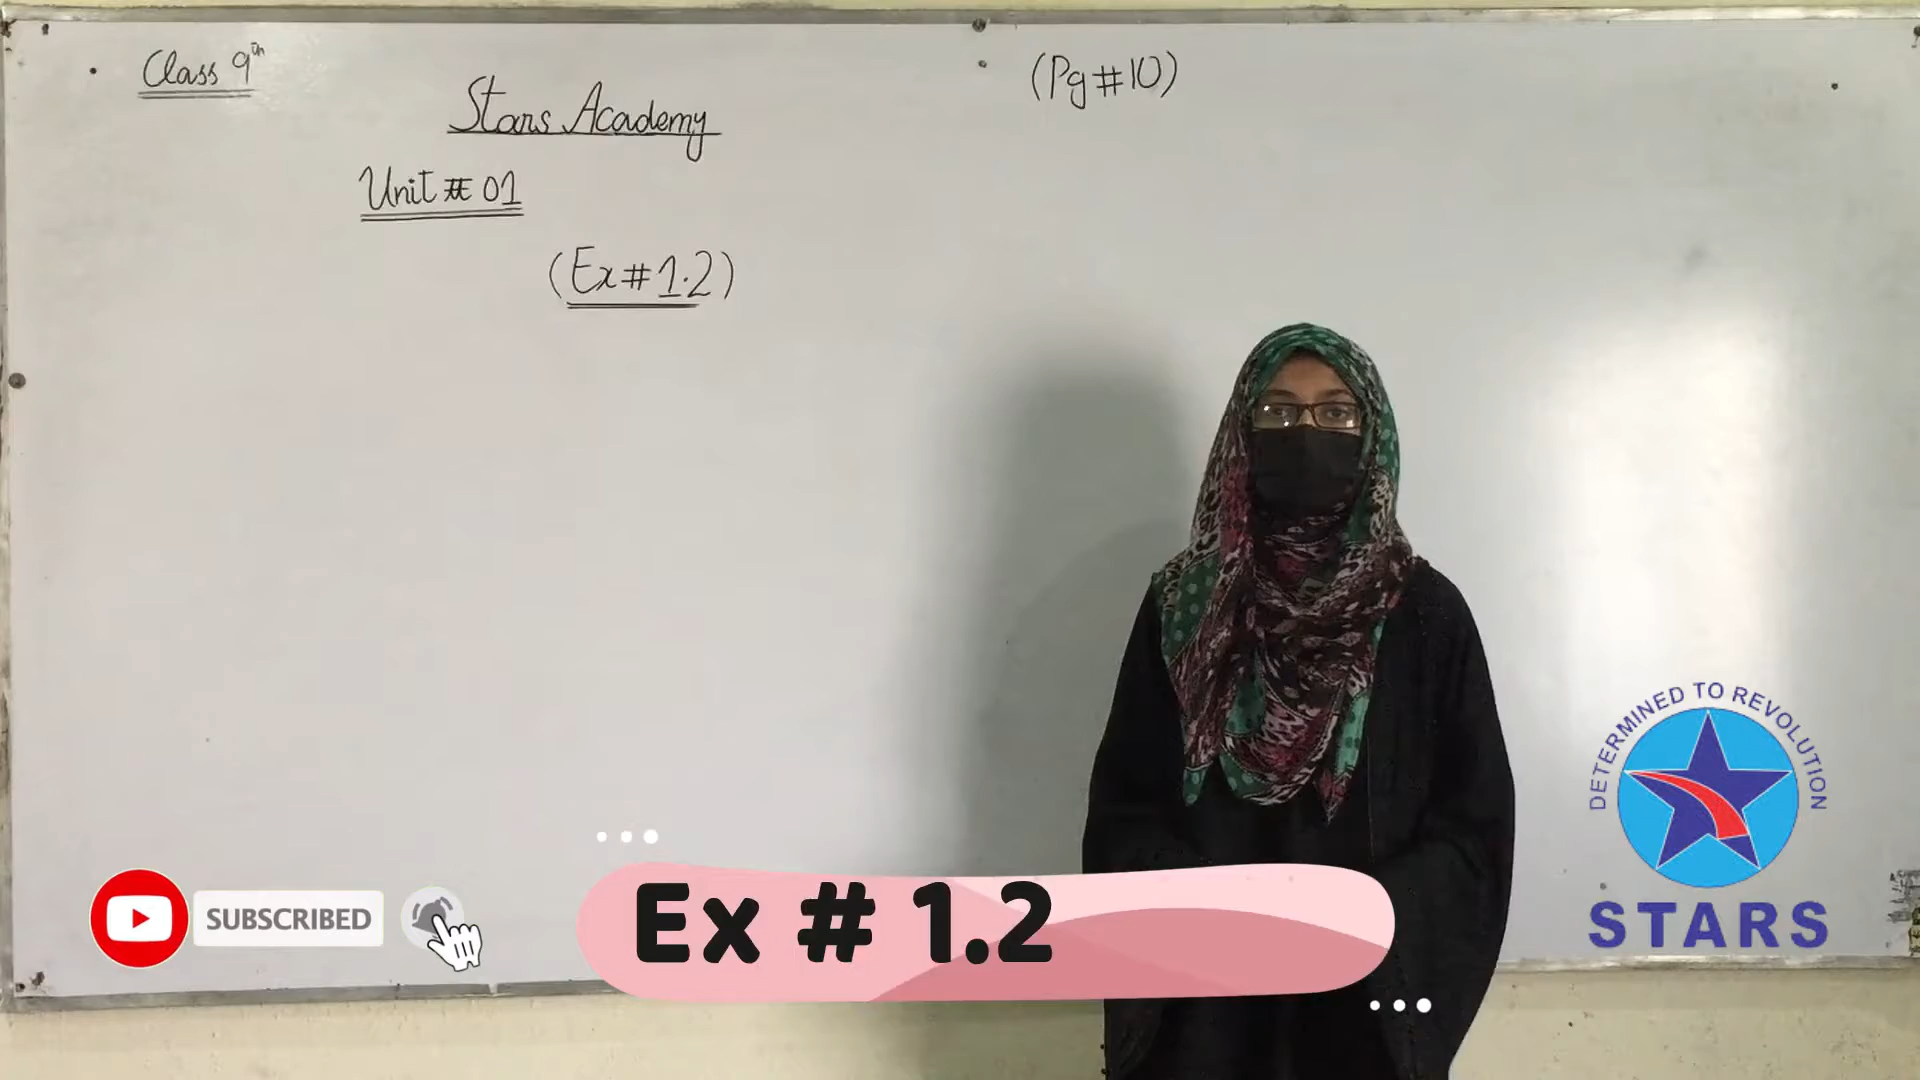 Class 9th
(Pg # 10)
Stars Academy
Unit # 01
(Ex # 1.2)
DETERMINED TO REVOLUTION
STARS
SUBSCRIBED
Ex # 1.2